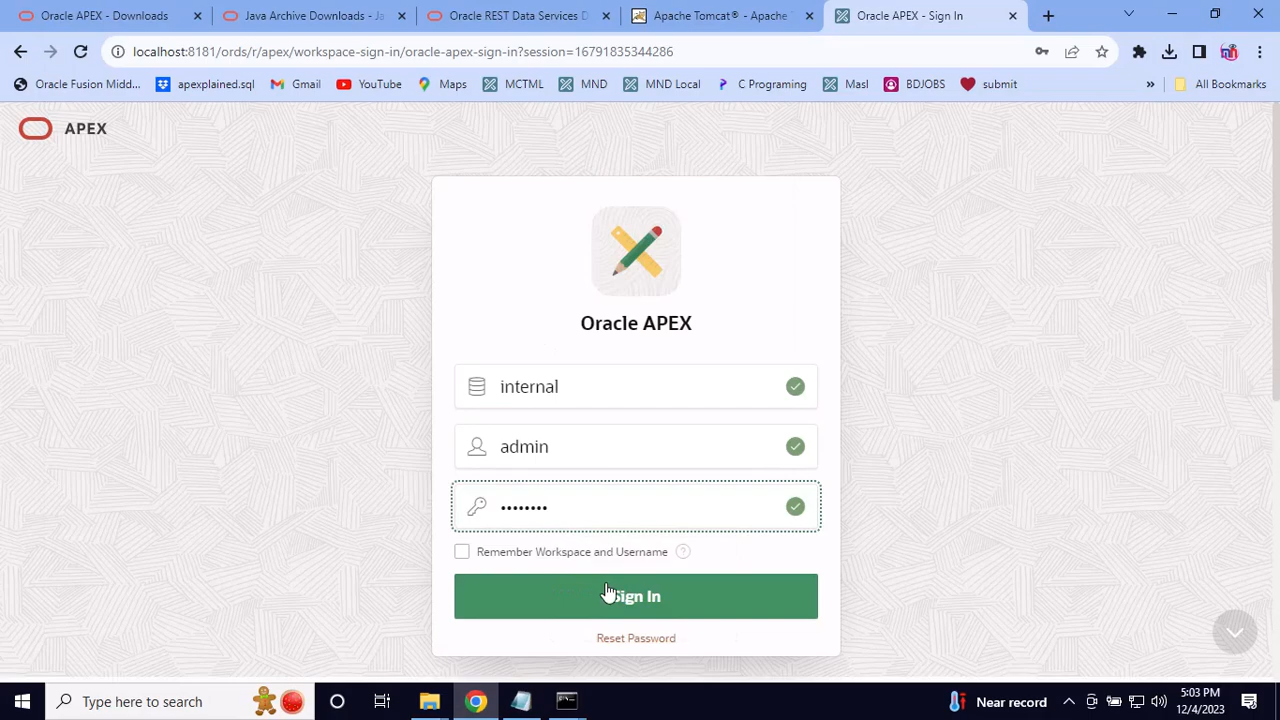 Oracle APEX - Downloads
Java Archive Downloads - Ja
Oracle REST Data Services D
Apache Tomcat® - Apache
Oracle APEX - Sign In
localhost:8181/ords/r/apex/workspace-sign-in/oracle-apex-sign-in?session=16791835344286
Oracle Fusion Midd...
apexplained.sql
Gmail
YouTube
Maps
MCTML
MND
MND Local
C Programing
Masl
BDJOBS
submit
»
All Bookmarks
APEX
Oracle APEX
internal
admin
••••••••
Remember Workspace and Username ?
Sign In
Reset Password
Type here to search
Near record
5:03 PM
12/4/2023